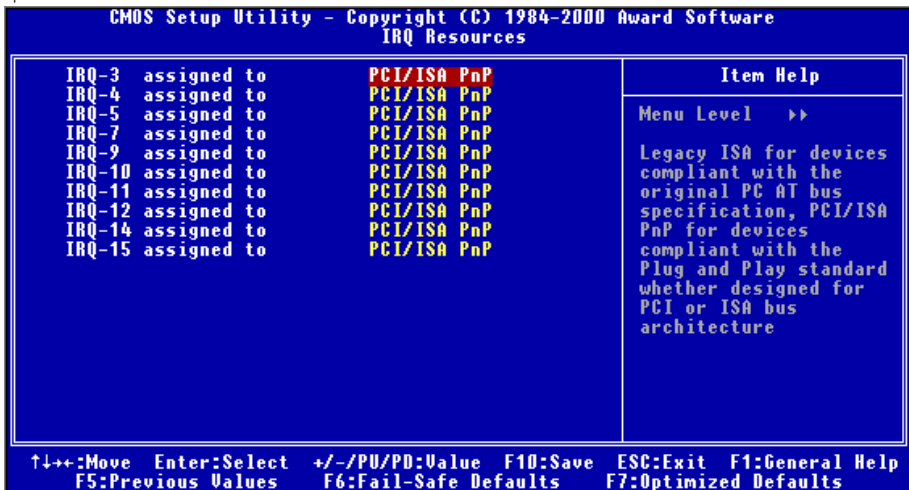 CMOS Setup Utility - Copyright (C) 1984-2000 Award Software
IRQ Resources
IRQ-3 assigned to PCI/ISA PnP
IRQ-4 assigned to PCI/ISA PnP
IRQ-5 assigned to PCI/ISA PnP
IRQ-7 assigned to PCI/ISA PnP
IRQ-9 assigned to PCI/ISA PnP
IRQ-10 assigned to PCI/ISA PnP
IRQ-11 assigned to PCI/ISA PnP
IRQ-12 assigned to PCI/ISA PnP
IRQ-14 assigned to PCI/ISA PnP
IRQ-15 assigned to PCI/ISA PnP
Item Help
Menu Level ▸▸
Legacy ISA for devices
compliant with the
original PC AT bus
specification, PCI/ISA
PnP for devices
compliant with the
Plug and Play standard
whether designed for
PCI or ISA bus
architecture
↑↓→←:Move Enter:Select +/-/PU/PD:Value F10:Save ESC:Exit F1:General Help
F5:Previous Values F6:Fail-Safe Defaults F7:Optimized Defaults